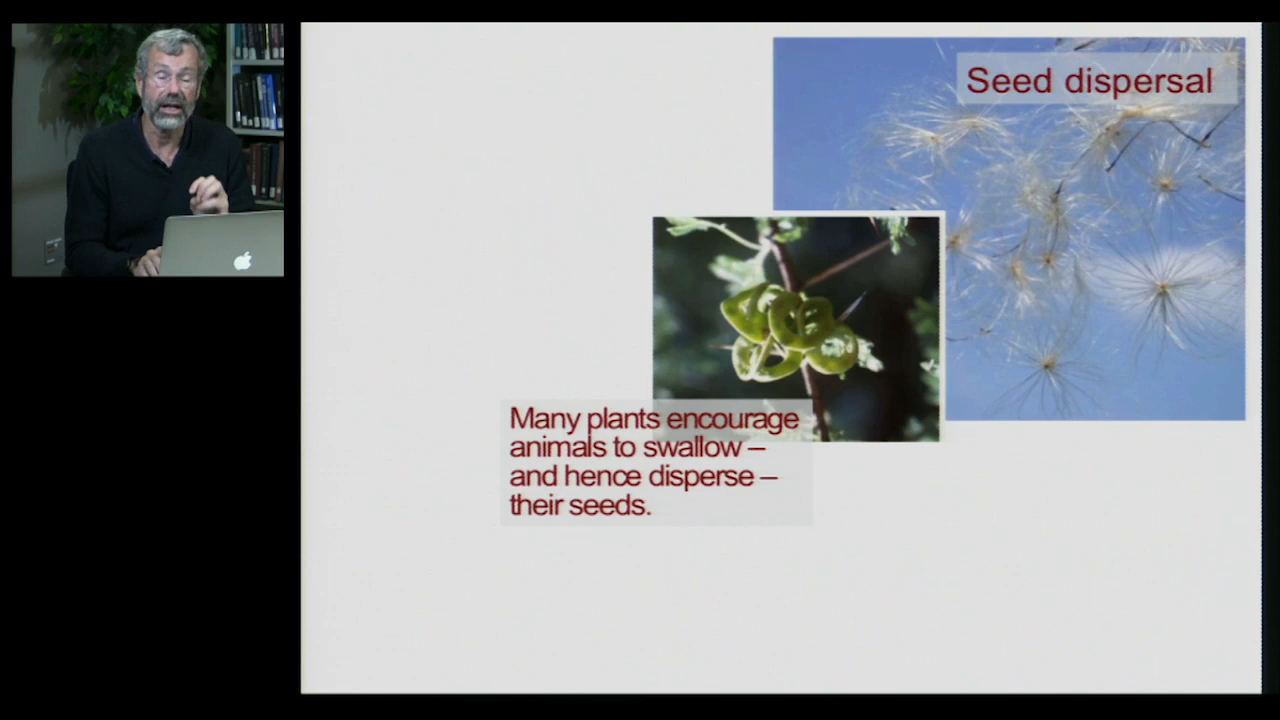 Seed dispersal
Many plants encourage
animals to swallow –
and hence disperse –
their seeds.